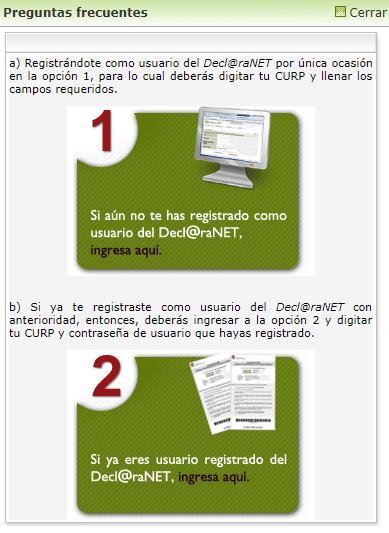 Preguntas frecuentes
Cerrar
a) Registrándote como usuario del Decl@raNET por única ocasión
en la opción 1, para lo cual deberás digitar tu CURP y llenar los
campos requeridos.
1
Si aún no te has registrado como
usuario del Decl@raNET,
ingresa aquí.
b) Si ya te registraste como usuario del Decl@raNET con
anterioridad, entonces, deberás ingresar a la opción 2 y digitar
tu CURP y contraseña de usuario que hayas registrado.
2
Si ya eres usuario registrado del
Decl@raNET, ingresa aquí.